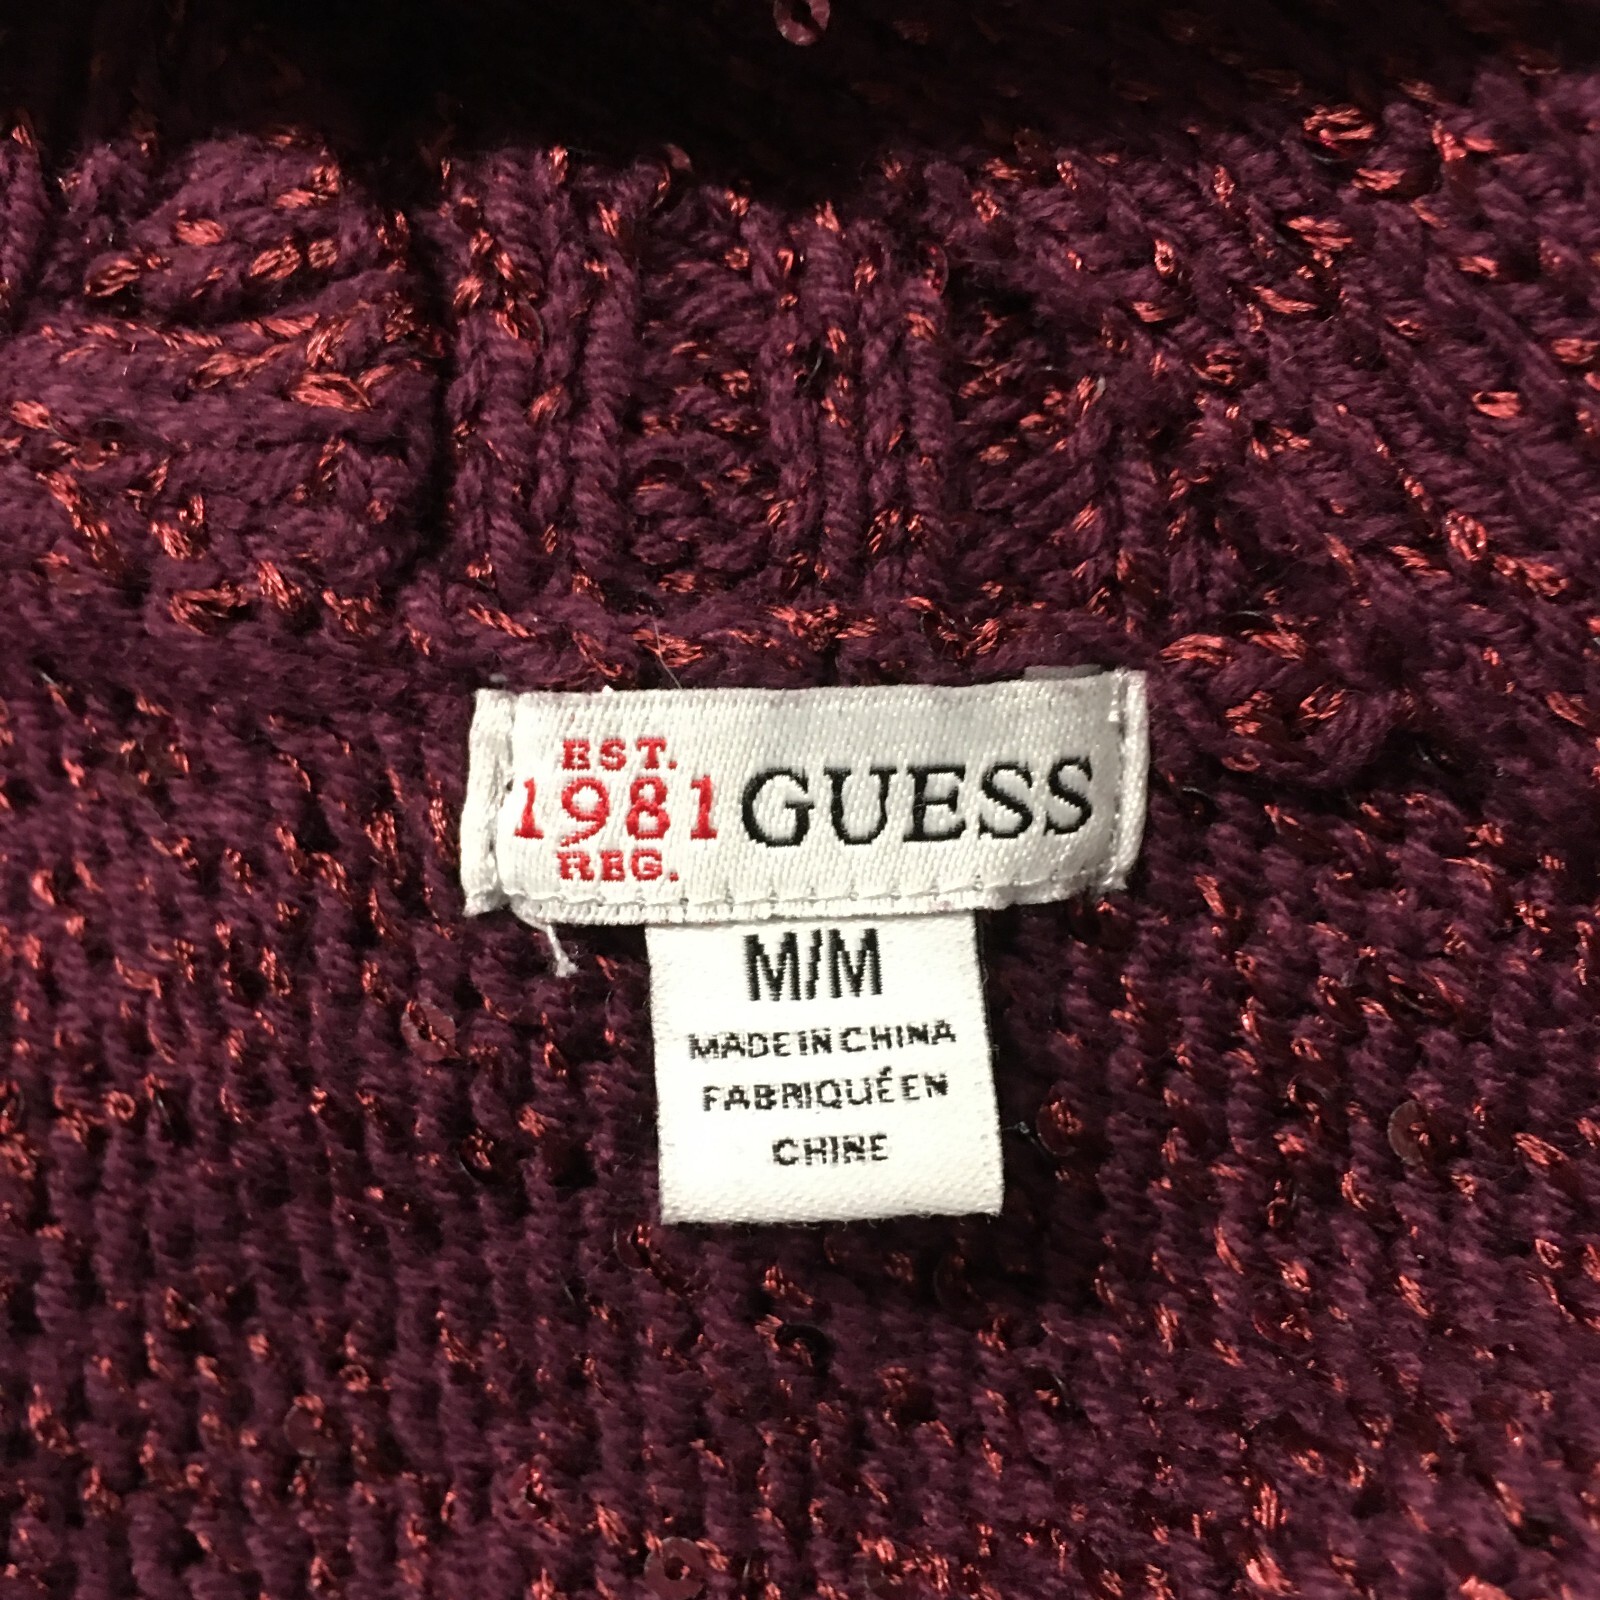 EST.
1981 GUESS
REG.
M/M
MADE IN CHINA
FABRIQUÉ EN
CHINE